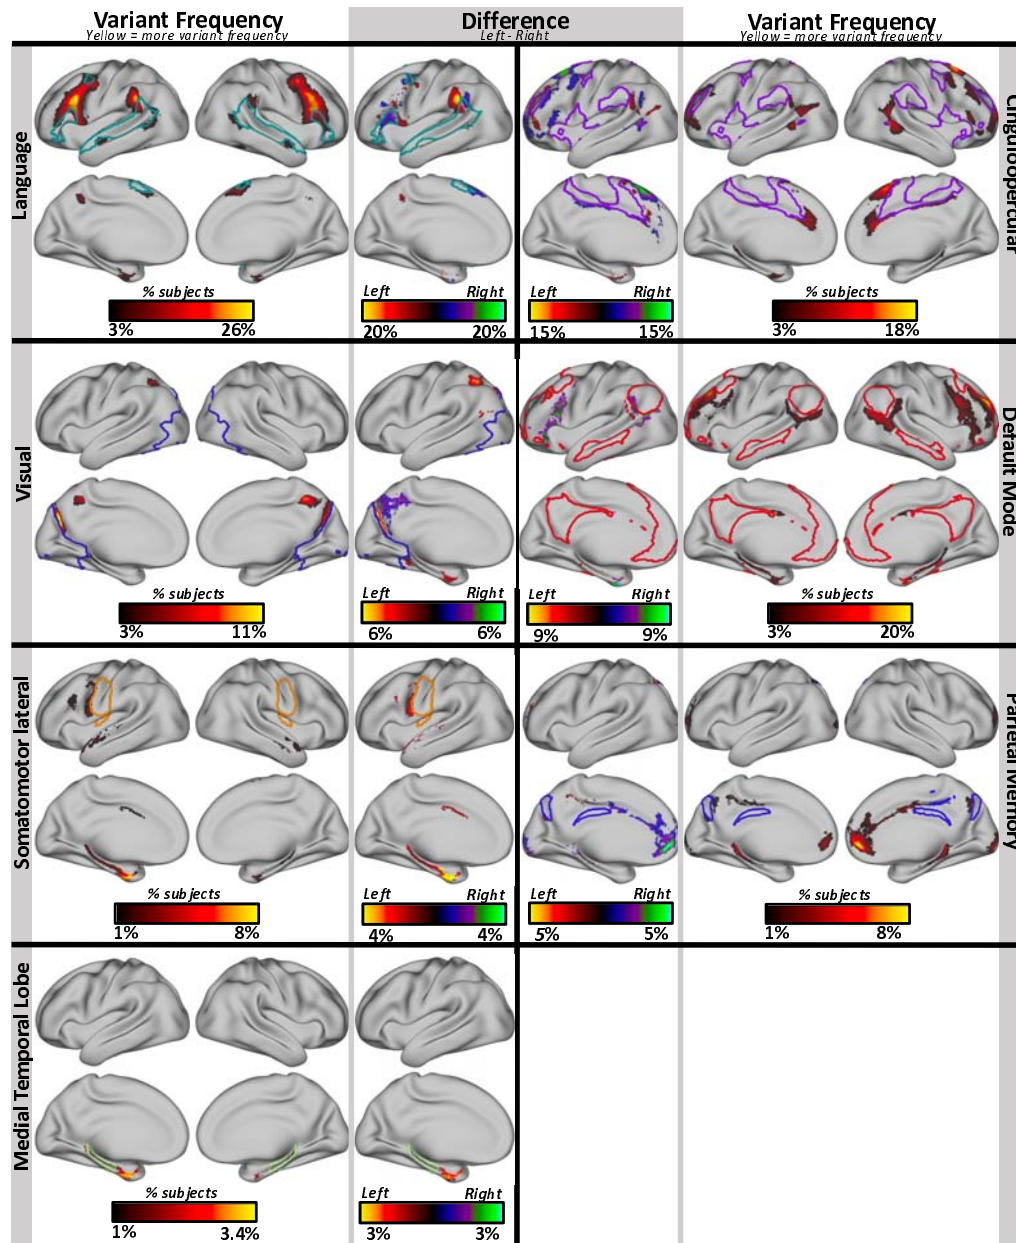 Variant Frequency
Yellow = more variant frequency
Difference
Left - Right
Variant Frequency
Yellow = more variant frequency
Language
Cinguloopercular
% subjects
3% 26%
Left Right
20% 20%
Left Right
15% 15%
% subjects
3% 18%
Visual
Default Mode
% subjects
3% 11%
Left Right
6% 6%
Left Right
9% 9%
% subjects
3% 20%
Somatomotor lateral
Parietal Memory
% subjects
1% 8%
Left Right
4% 4%
Left Right
5% 5%
% subjects
1% 8%
Medial Temporal Lobe
% subjects
1% 3.4%
Left Right
3% 3%